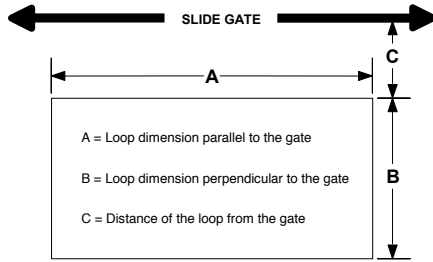 SLIDE GATE
C
A
A = Loop dimension parallel to the gate
B = Loop dimension perpendicular to the gate
B
C = Distance of the loop from the gate